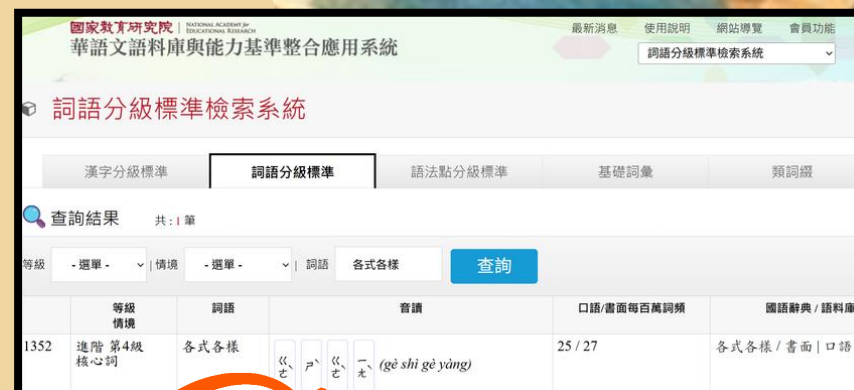 國家教育研究院 | NATIONAL ACADEMY for EDUCATIONAL RESEARCH
華語文語料庫與能力基準整合應用系統
最新消息 使用說明 網站導覽 會員功能
詞語分級標準檢索系統
詞語分級標準檢索系統
漢字分級標準 詞語分級標準 語法點分級標準 基礎詞彙 類詞綴
查詢結果 共:1 筆
等級 - 選單 - | 情境 - 選單 - | 詞語 各式各樣 查詢
等級 情境 詞語 音讀 口語/書面每百萬詞頻 國語辭典 / 語料庫
1352 進階 第4級 核心詞 各式各樣 ㄍㄜˋ ㄕˋ ㄍㄜˋ ㄧㄤˋ (gè shì gè yàng) 25 / 27 各式各樣 / 書面 | 口語